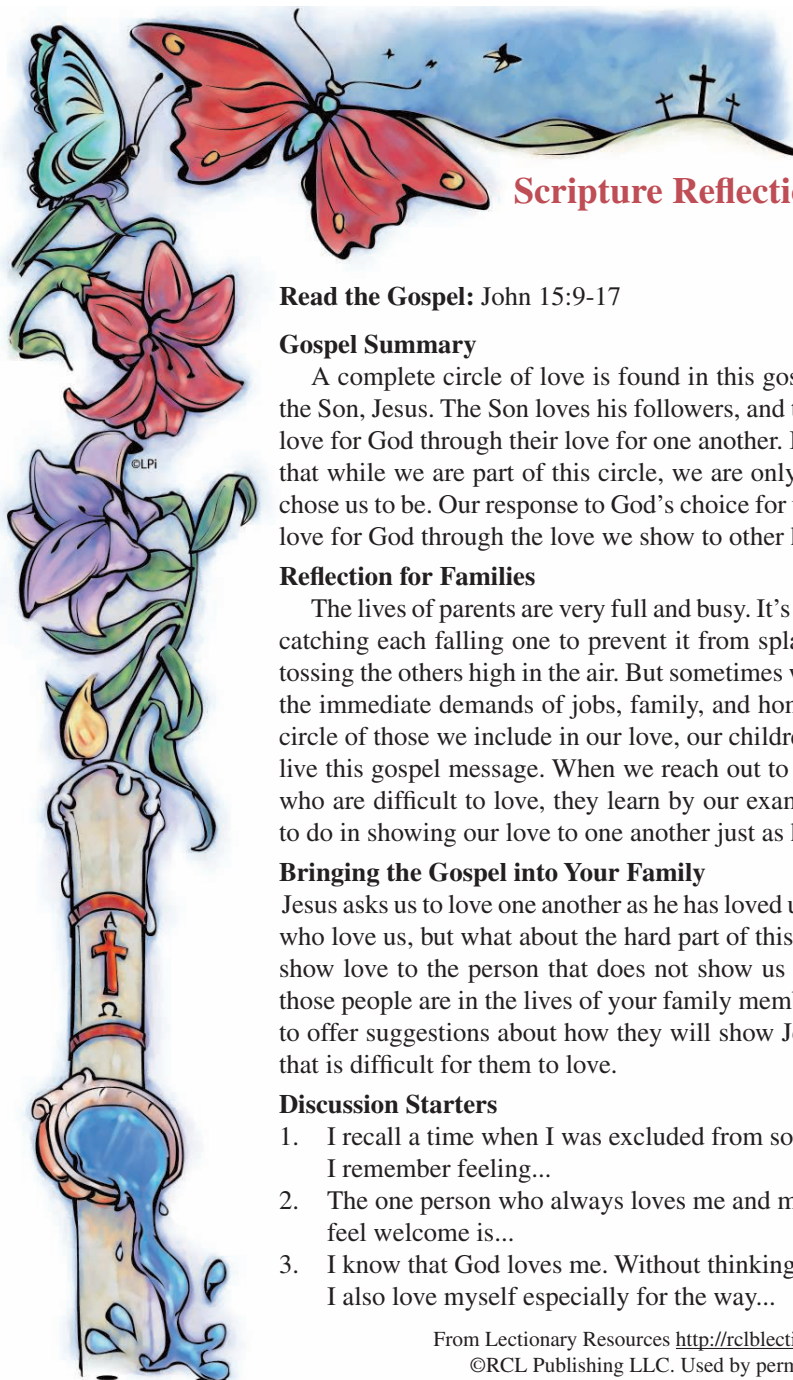 Scripture Reflectio
Read the Gospel: John 15:9-17
Gospel Summary
A complete circle of love is found in this gos
the Son, Jesus. The Son loves his followers, and t
love for God through their love for one another.
that while we are part of this circle, we are only
chose us to be. Our response to God's choice for
love for God through the love we show to other
©LPi
Reflection for Families
The lives of parents are very full and busy. It's
catching each falling one to prevent it from spla
tossing the others high in the air. But sometimes
the immediate demands of jobs, family, and hom
circle of those we include in our love, our childre
live this gospel message. When we reach out to
who are difficult to love, they learn by our exam
to do in showing our love to one another just as
Bringing the Gospel into Your Family
Jesus asks us to love one another as he has loved u
who love us, but what about the hard part of this
show love to the person that does not show us
those people are in the lives of your family memb
to offer suggestions about how they will show Je
that is difficult for them to love.
Α
Ω
Discussion Starters
1. I recall a time when I was excluded from so
I remember feeling...
2. The one person who always loves me and m
feel welcome is...
3. I know that God loves me. Without thinking
I also love myself especially for the way...
From Lectionary Resources http://rclblecti
©RCL Publishing LLC. Used by perm